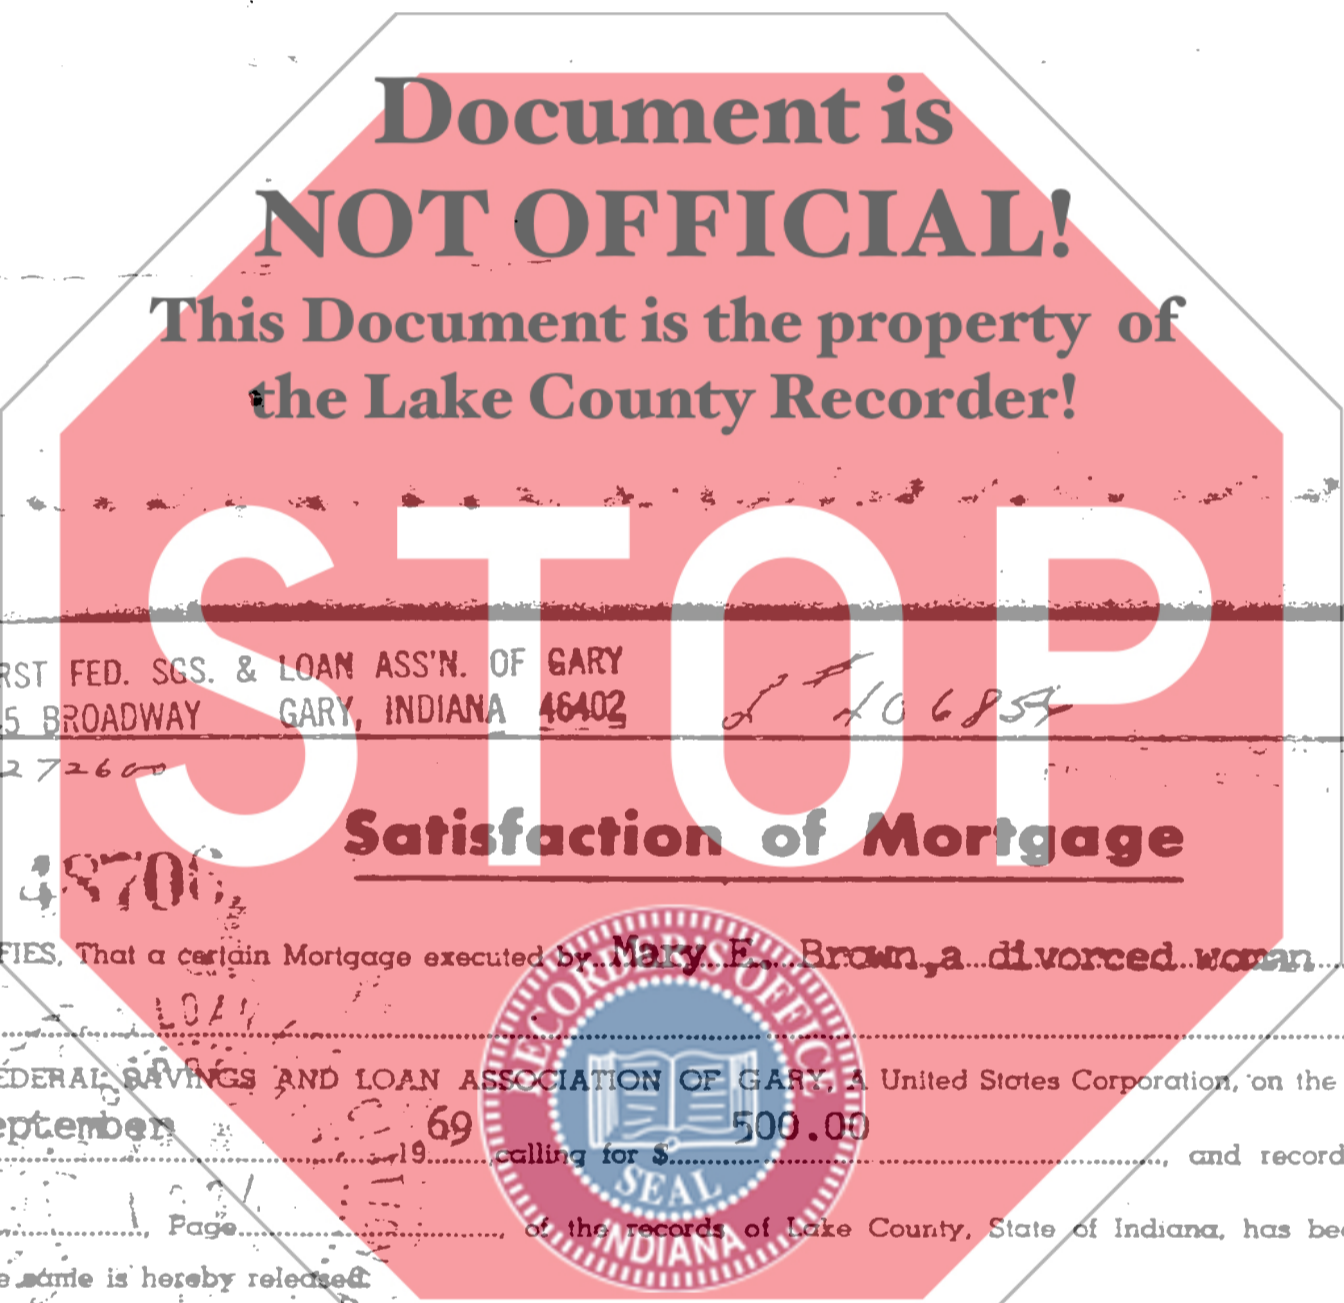 Document is
NOT OFFICIAL!
This Document is the property of
the Lake County Recorder!
STOP
RST FED. SGS. & LOAN ASS'N. OF GARY
5 BROADWAY GARY, INDIANA 46402
272600
Satisfaction of Mortgage
FIES, That a certain Mortgage executed by Mary E. Brown, a divorced woman
LOAN
EDERAL SAVINGS AND LOAN ASSOCIATION OF GARY, A United States Corporation, on the
eptember 69 500.00
19 calling for $ , and record
, Page , of the records of Lake County, State of Indiana, has be
e same is hereby released.
RECORDER'S OFFICE
SEAL
INDIANA